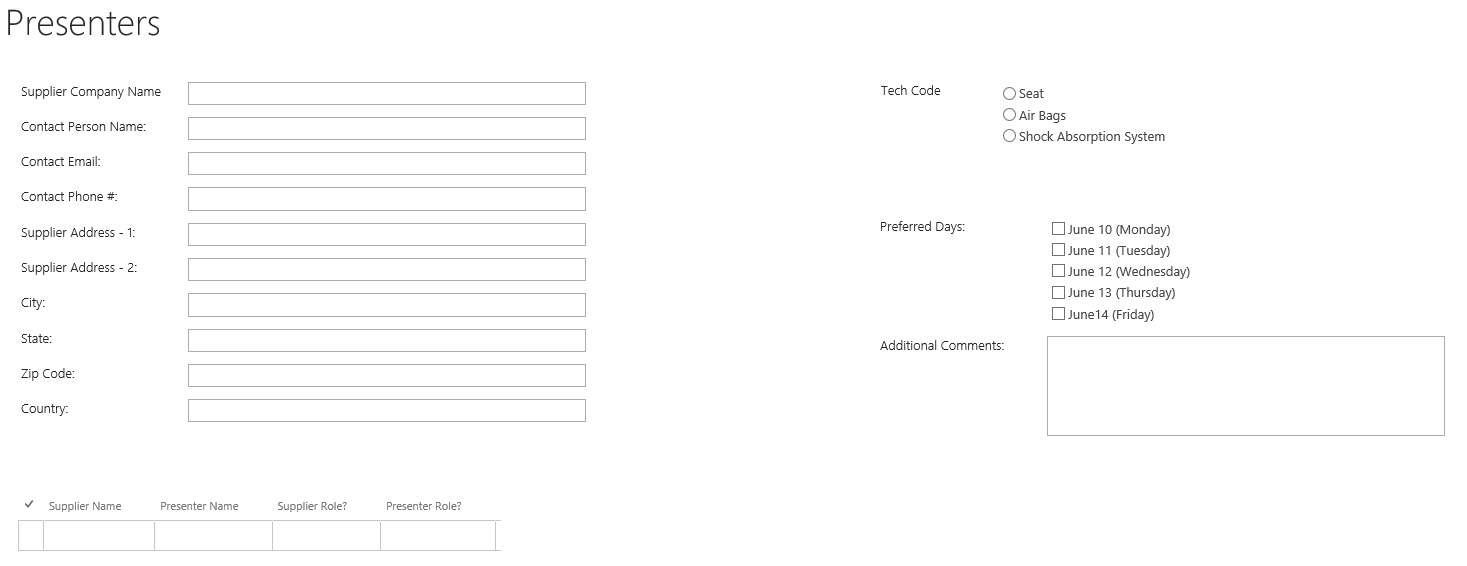 Presenters
Supplier Company Name
Contact Person Name:
Contact Email:
Contact Phone #:
Supplier Address - 1:
Supplier Address - 2:
City:
State:
Zip Code:
Country:
Tech Code
Seat
Air Bags
Shock Absorption System
Preferred Days:
June 10 (Monday)
June 11 (Tuesday)
June 12 (Wednesday)
June 13 (Thursday)
June14 (Friday)
Additional Comments:
Supplier Name Presenter Name Supplier Role? Presenter Role?